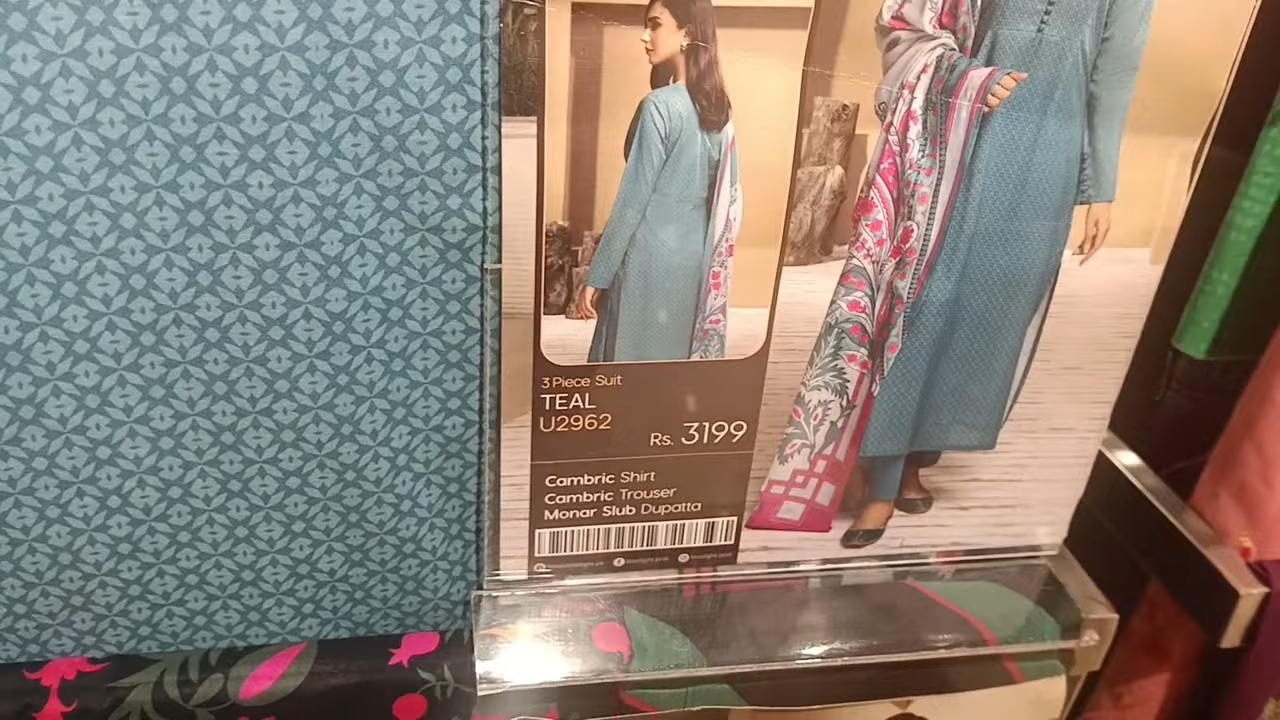 3 Piece Suit
TEAL
U2962
Rs. 3199
Cambric Shirt
Cambric Trouser
Monar Slub Dupatta